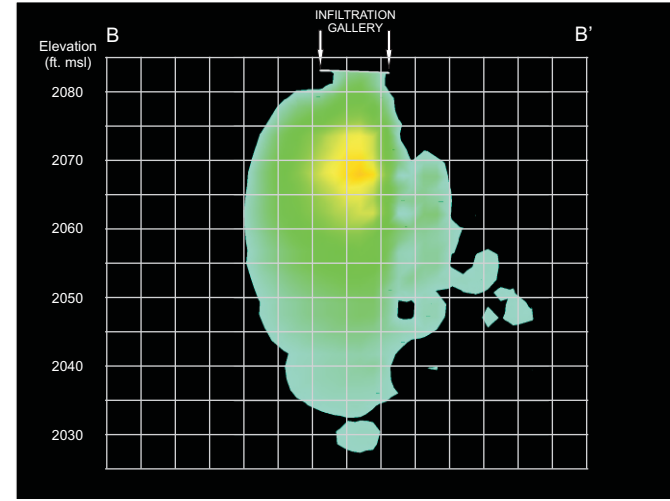 INFILTRATION
GALLERY
B
B'
Elevation
(ft. msl)
2080
2070
2060
2050
2040
2030